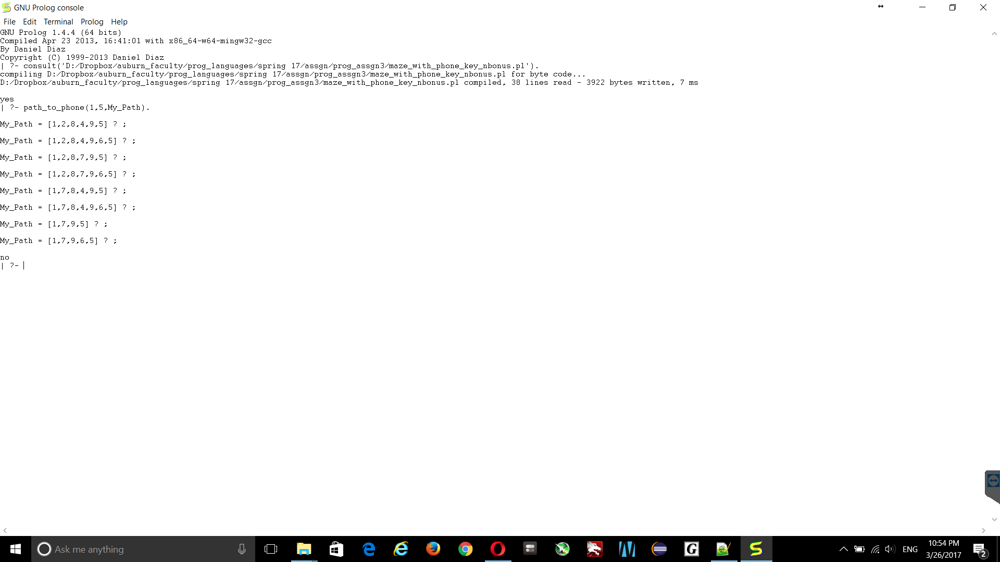 GNU Prolog console
File Edit Terminal Prolog Help
GNU Prolog 1.4.4 (64 bits)
Compiled Apr 23 2013, 16:41:01 with x86_64-w64-mingw32-gcc
By Daniel Diaz
Copyright (C) 1999-2013 Daniel Diaz
| ?- consult('D:/Dropbox/auburn_faculty/prog_languages/spring 17/assgn/prog_assgn3/maze_with_phone_key_nbonus.pl').
compiling D:/Dropbox/auburn_faculty/prog_languages/spring 17/assgn/prog_assgn3/maze_with_phone_key_nbonus.pl for byte code...
D:/Dropbox/auburn_faculty/prog_languages/spring 17/assgn/prog_assgn3/maze_with_phone_key_nbonus.pl compiled, 38 lines read - 3922 bytes written, 7 ms
yes
| ?- path_to_phone(1,5,My_Path).
My_Path = [1,2,8,4,9,5] ? ;
My_Path = [1,2,8,4,9,6,5] ? ;
My_Path = [1,2,8,7,9,5] ? ;
My_Path = [1,2,8,7,9,6,5] ? ;
My_Path = [1,7,8,4,9,5] ? ;
My_Path = [1,7,8,4,9,6,5] ? ;
My_Path = [1,7,9,5] ? ;
My_Path = [1,7,9,6,5] ? ;
no
| ?-
Ask me anything
G
ENG
10:54 PM
3/26/2017
2